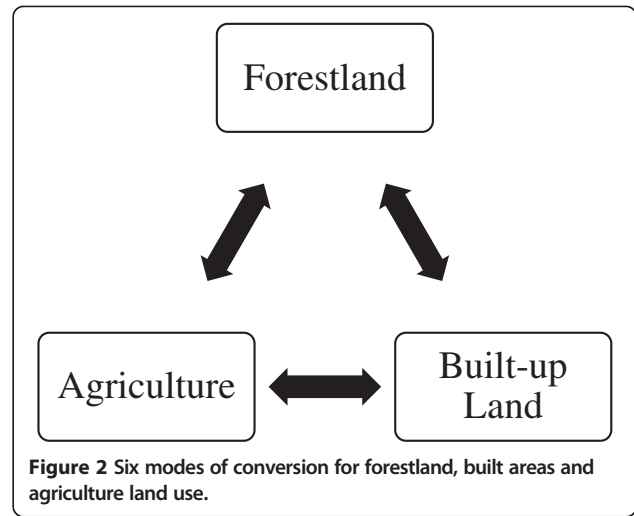 Forestland
Agriculture
Built-up
Land
Figure 2 Six modes of conversion for forestland, built areas and
agriculture land use.